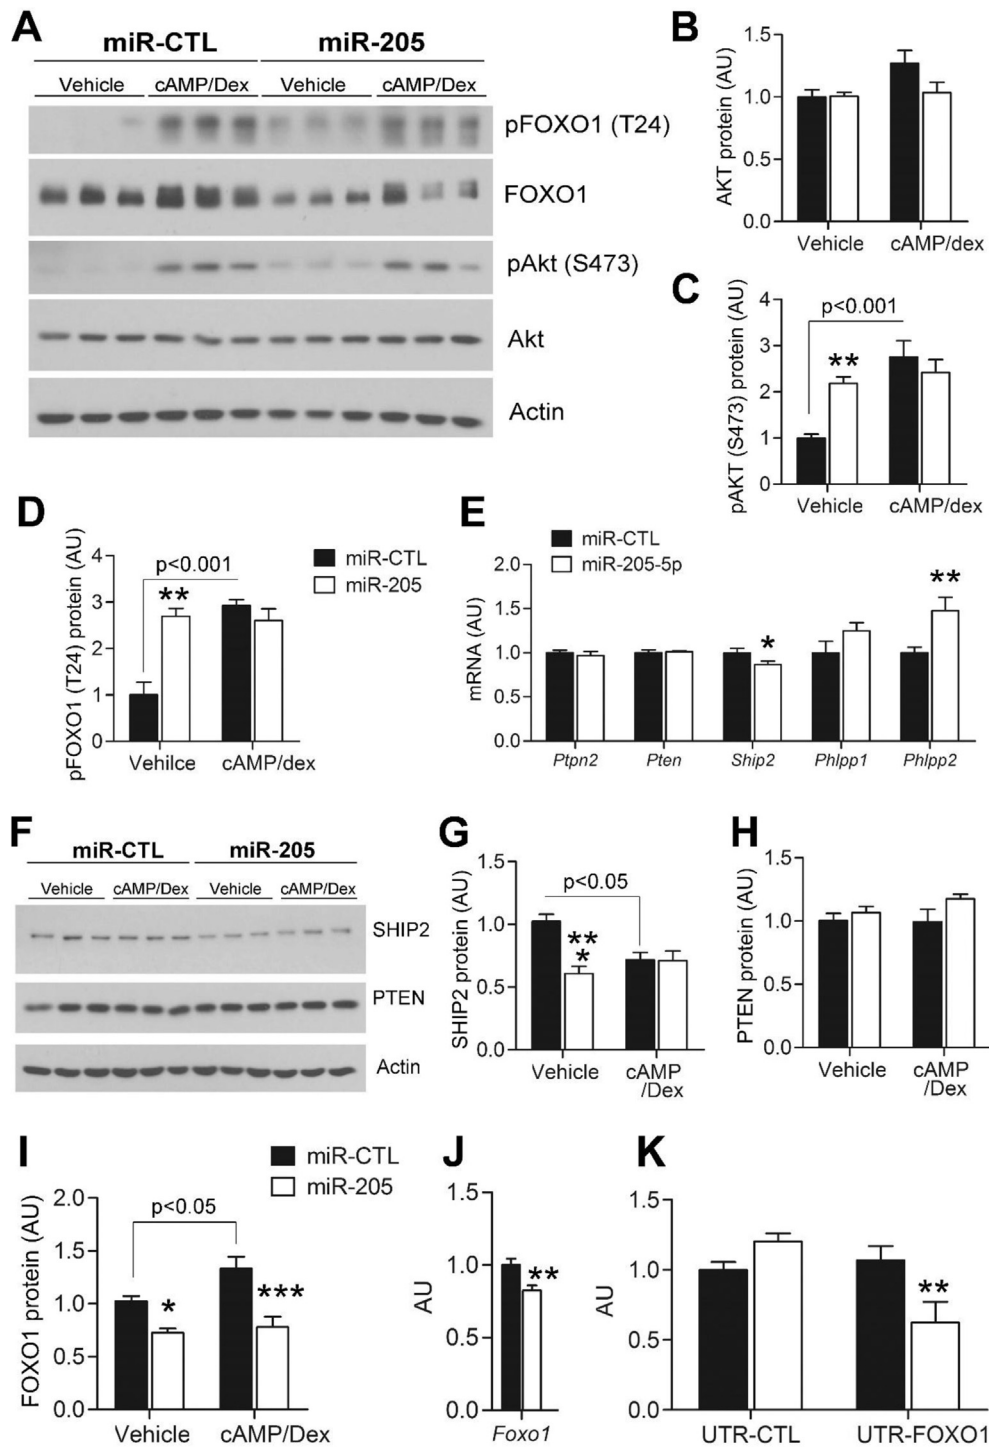 A
miR-CTL miR-205
Vehicle cAMP/Dex Vehicle cAMP/Dex
pFOXO1 (T24)
FOXO1
pAkt (S473)
Akt
Actin
B
AKT protein (AU)
1.5
1.0
0.5
0.0
Vehicle cAMP/dex
C
pAKT (S473) protein (AU)
4
3
2
1
0
p<0.001
**
Vehicle cAMP/dex
D
pFOXO1 (T24) protein (AU)
4
3
2
1
0
p<0.001
**
Vehilce cAMP/dex
miR-CTL
miR-205
E
miR-CTL
miR-205-5p
mRNA (AU)
2.0
1.5
1.0
0.5
0.0
*
**
Ptpn2 Pten Ship2 Phlpp1 Phlpp2
F
miR-CTL miR-205
Vehicle cAMP/Dex Vehicle cAMP/Dex
SHIP2
PTEN
Actin
G
SHIP2 protein (AU)
1.5
1.0
0.5
0.0
p<0.05
**
*
Vehicle cAMP
/Dex
H
PTEN protein (AU)
1.5
1.0
0.5
0.0
Vehicle cAMP
/Dex
I
miR-CTL
miR-205
FOXO1 protein (AU)
2.0
1.5
1.0
0.5
0.0
p<0.05
*
***
Vehicle cAMP/Dex
J
AU
1.5
1.0
0.5
0.0
**
Foxo1
K
AU
1.5
1.0
0.5
0.0
**
UTR-CTL UTR-FOXO1